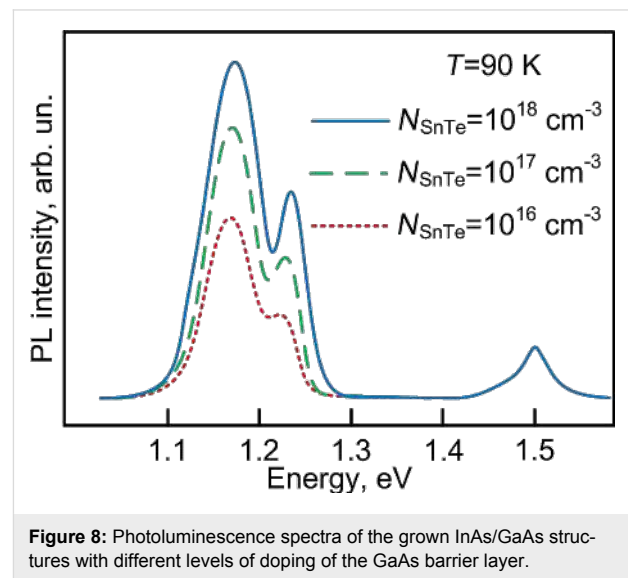 T=90 K
N_SnTe=10^18 cm^-3
N_SnTe=10^17 cm^-3
N_SnTe=10^16 cm^-3
PL intensity, arb. un.
1.1 1.2 1.3 1.4 1.5
Energy, eV
Figure 8: Photoluminescence spectra of the grown InAs/GaAs struc-
tures with different levels of doping of the GaAs barrier layer.